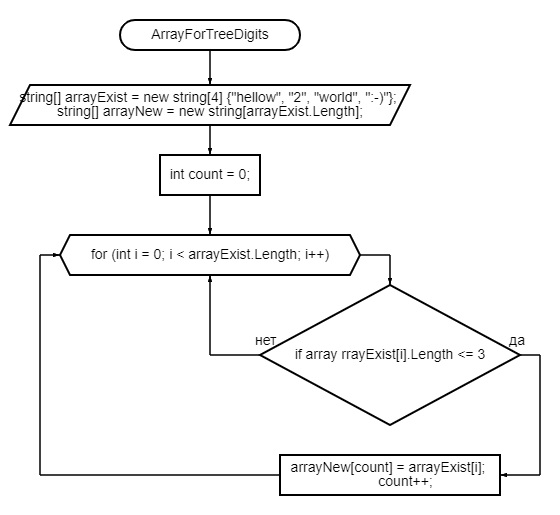 ArrayForTreeDigits
string[] arrayExist = new string[4] {"hellow", "2", "world", ":-)"};
string[] arrayNew = new string[arrayExist.Length];
int count = 0;
for (int i = 0; i < arrayExist.Length; i++)
нет
да
if array rrayExist[i].Length <= 3
arrayNew[count] = arrayExist[i];
count++;